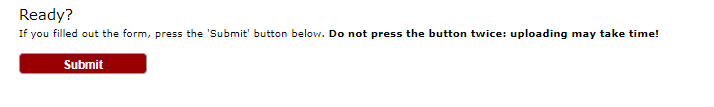 Ready?
If you filled out the form, press the 'Submit' button below. Do not press the button twice: uploading may take time!
Submit